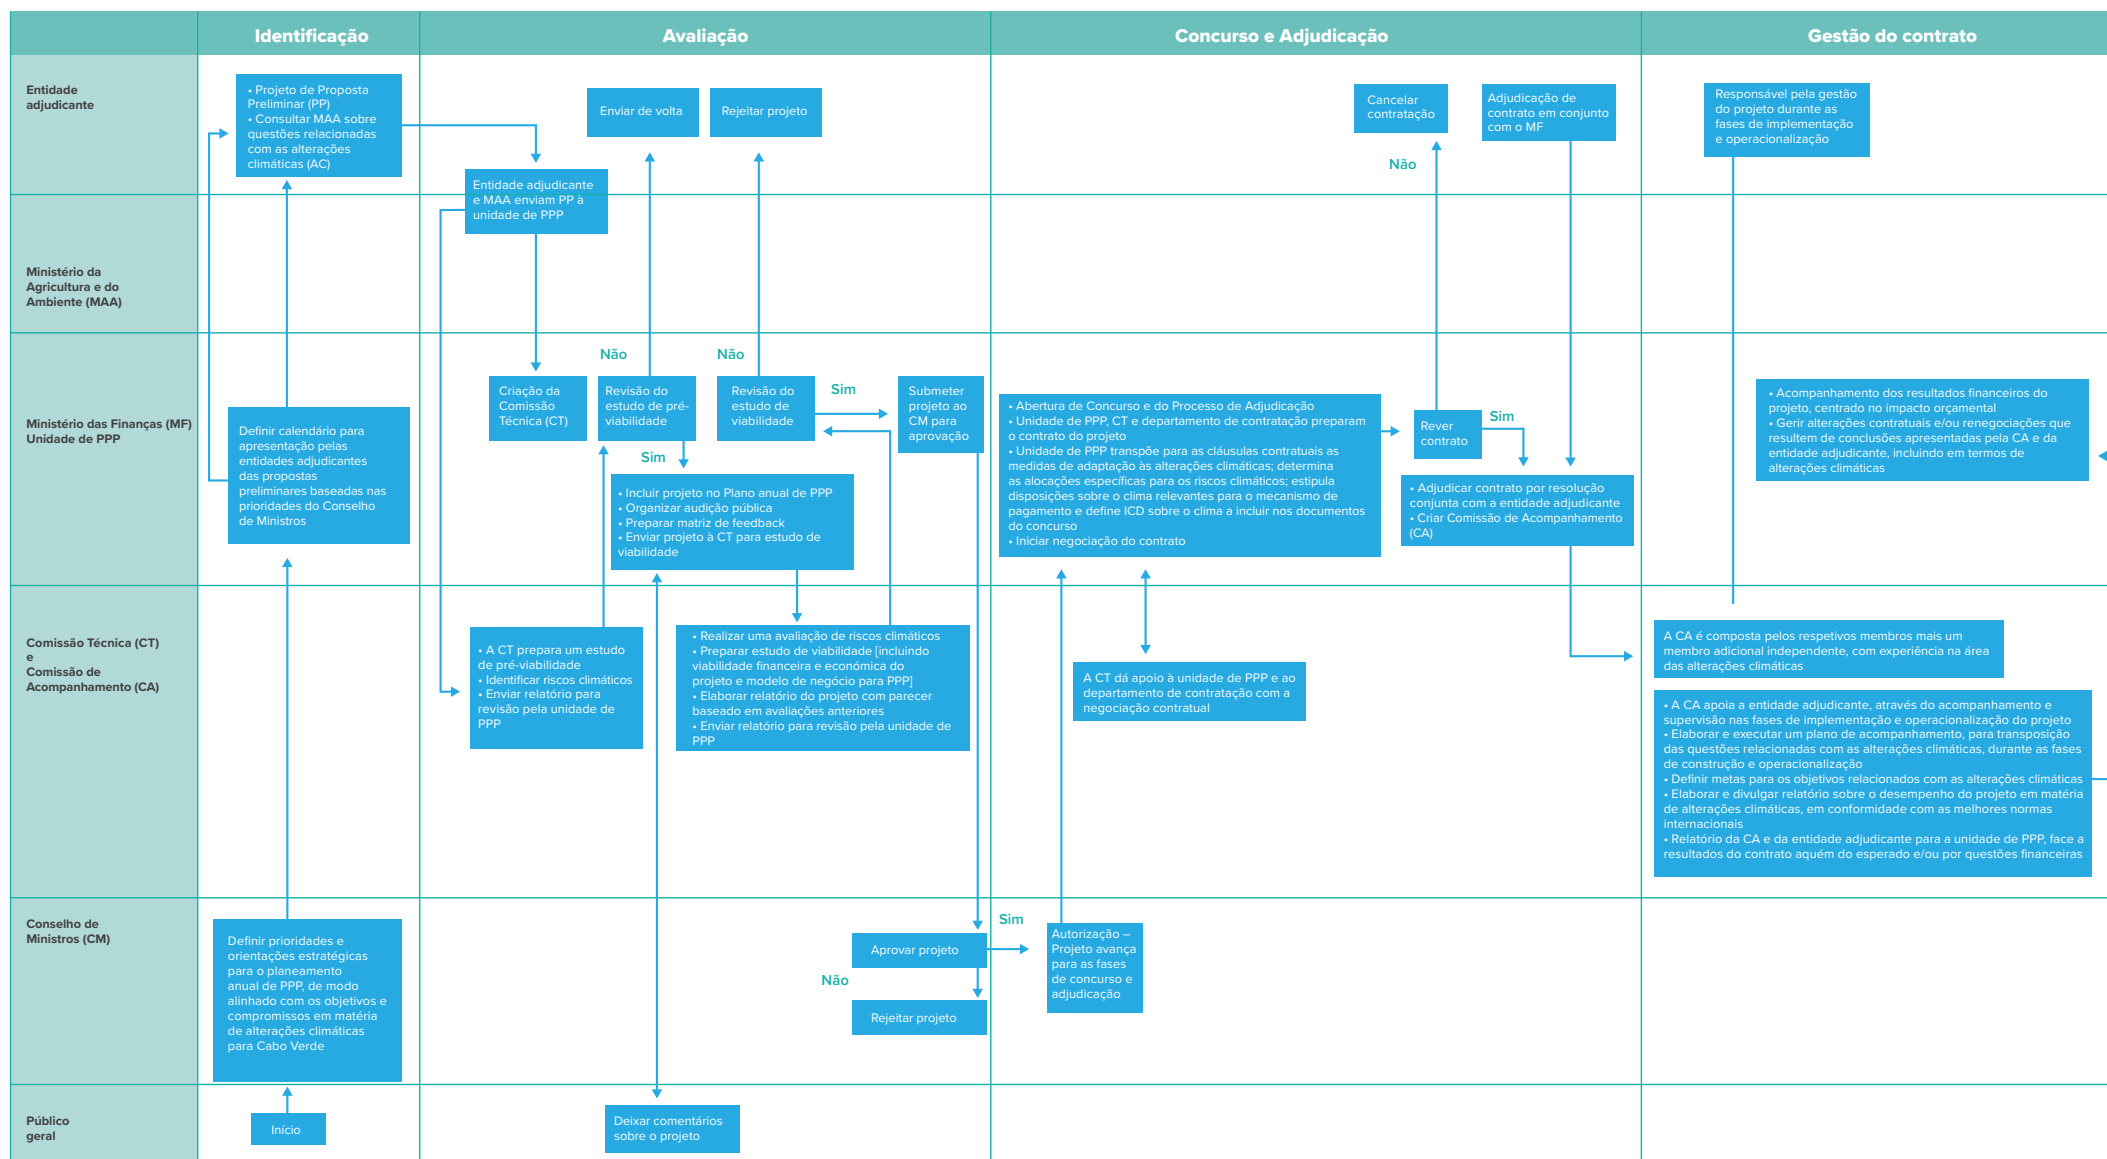 Identificação
Avaliação
Concurso e Adjudicação
Gestão do contrato
Entidade
adjudicante
• Projeto de Proposta
Preliminar (PP)
• Consultar MAA sobre
questões relacionadas
com as alterações
climáticas (AC)
Enviar de volta
Rejeitar projeto
Entidade adjudicante
e MAA enviam PP à
unidade de PPP
Cancelar
contratação
Não
Adjudicação de
contrato em conjunto
com o MF
Responsável pela gestão
do projeto durante as
fases de implementação
e operacionalização
Ministério da
Agricultura e do
Ambiente (MAA)
Ministério das Finanças (MF)
Unidade de PPP
Definir calendário para
apresentação pelas
entidades adjudicantes
das propostas
preliminares baseadas nas
prioridades do Conselho
de Ministros
Criação da
Comissão
Técnica (CT)
Não
Revisão do
estudo de pré-
viabilidade
Sim
Não
Revisão do
estudo de
viabilidade
Sim
Submeter
projeto ao
CM para
aprovação
• Incluir projeto no Plano anual de PPP
• Organizar audição pública
• Preparar matriz de feedback
• Enviar projeto à CT para estudo de
viabilidade
• Abertura de Concurso e do Processo de Adjudicação
• Unidade de PPP, CT e departamento de contratação preparam
o contrato do projeto
• Unidade de PPP transpõe para as cláusulas contratuais as
medidas de adaptação às alterações climáticas; determina
as alocações específicas para os riscos climáticos; estipula
disposições sobre o clima relevantes para o mecanismo de
pagamento e define ICD sobre o clima a incluir nos documentos
do concurso
• Iniciar negociação do contrato
Rever
contrato
Sim
• Adjudicar contrato por resolução
conjunta com a entidade adjudicante
• Criar Comissão de Acompanhamento
(CA)
• Acompanhamento dos resultados financeiros do
projeto, centrado no impacto orçamental
• Gerir alterações contratuais e/ou renegociações que
resultem de conclusões apresentadas pela CA e da
entidade adjudicante, incluindo em termos de
alterações climáticas
Comissão Técnica (CT)
e
Comissão de
Acompanhamento (CA)
• A CT prepara um estudo
de pré-viabilidade
• Identificar riscos climáticos
• Enviar relatório para
revisão pela unidade de
PPP
• Realizar uma avaliação de riscos climáticos
• Preparar estudo de viabilidade [incluindo
viabilidade financeira e económica do
projeto e modelo de negócio para PPP]
• Elaborar relatório do projeto com parecer
baseado em avaliações anteriores
• Enviar relatório para revisão pela unidade de
PPP
A CT dá apoio à unidade de PPP e ao
departamento de contratação com a
negociação contratual
A CA é composta pelos respetivos membros mais um
membro adicional independente, com experiência na área
das alterações climáticas
• A CA apoia a entidade adjudicante, através do acompanhamento e
supervisão nas fases de implementação e operacionalização do projeto
• Elaborar e executar um plano de acompanhamento, para transposição
das questões relacionadas com as alterações climáticas, durante as fases
de construção e operacionalização
• Definir metas para os objetivos relacionados com as alterações climáticas
• Elaborar e divulgar relatório sobre o desempenho do projeto em matéria
de alterações climáticas, em conformidade com as melhores normas
internacionais
• Relatório da CA e da entidade adjudicante para a unidade de PPP, face a
resultados do contrato aquém do esperado e/ou por questões financeiras
Conselho de
Ministros (CM)
Definir prioridades e
orientações estratégicas
para o planeamento
anual de PPP, de modo
alinhado com os objetivos e
compromissos em matéria
de alterações climáticas
para Cabo Verde
Aprovar projeto
Sim
Não
Rejeitar projeto
Autorização –
Projeto avança
para as fases
de concurso e
adjudicação
Público
geral
Início
Deixar comentários
sobre o projeto